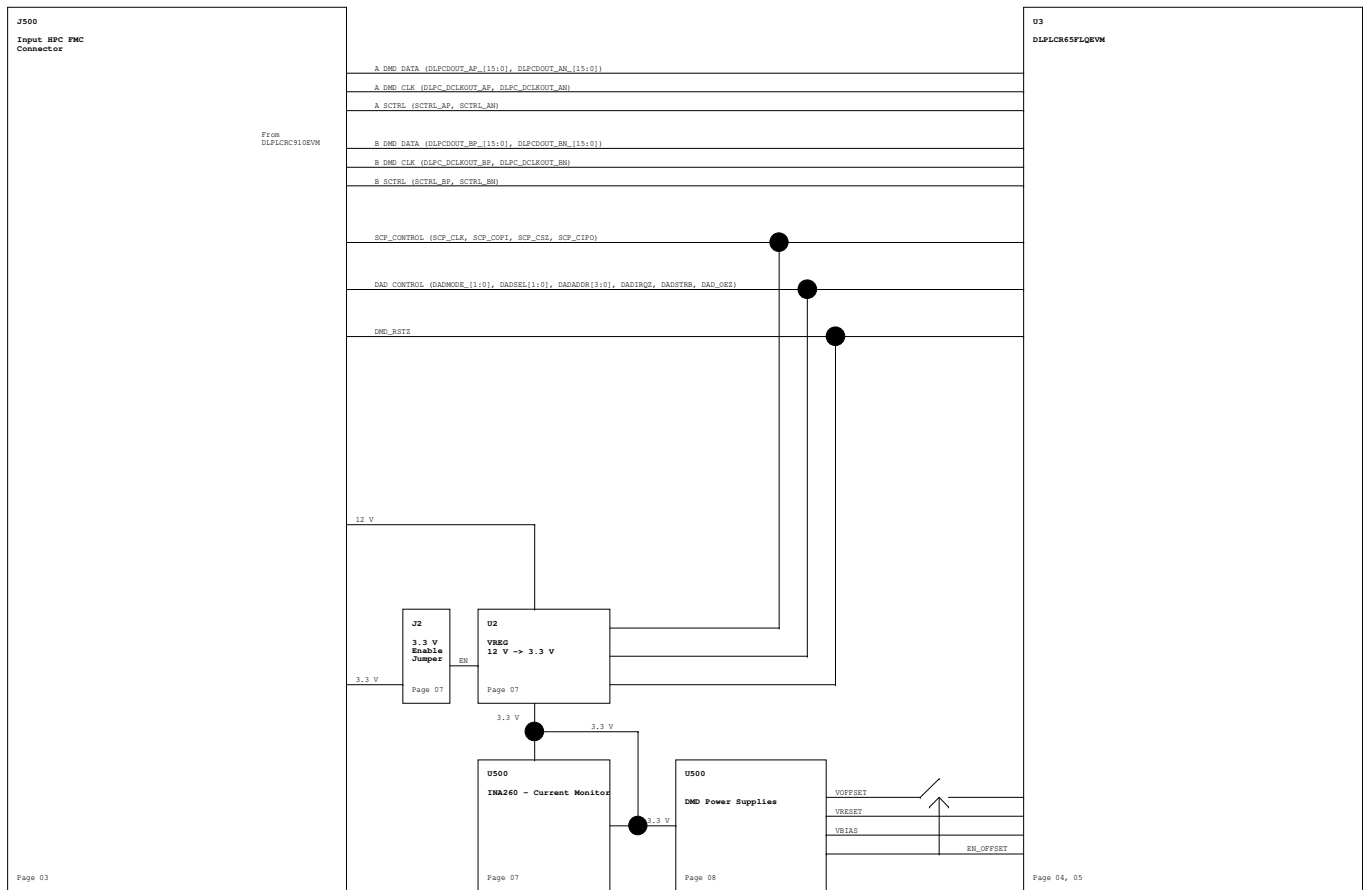 J500
Input HPC FMC
Connector
U3
DLPLCR65FLQEVM
A DMD DATA (DLPCDOUT_AP_[15:0], DLPCDOUT_AN_[15:0])
A DMD CLK (DLPC_DCLKOUT_AP, DLPC_DCLKOUT_AN)
A SCTRL (SCTRL_AP, SCTRL_AN)
From
DLPLCRC910EVM
B DMD DATA (DLPCDOUT_BP_[15:0], DLPCDOUT_BN_[15:0])
B DMD CLK (DLPC_DCLKOUT_BP, DLPC_DCLKOUT_BN)
B SCTRL (SCTRL_BP, SCTRL_BN)
SCP_CONTROL (SCP_CLK, SCP_COPI, SCP_CSZ, SCP_CIPO)
DAD CONTROL (DADMODE_[1:0], DADSEL[1:0], DADADDR[3:0], DADIRQZ, DADSTRB, DAD_OEZ)
DMD_RSTZ
12 V
J2
3.3 V
Enable
Jumper
Page 07
EN
U2
VREG
12 V -> 3.3 V
Page 07
3.3 V
3.3 V
3.3 V
U500
INA260 - Current Monitor
Page 07
3.3 V
U500
DMD Power Supplies
Page 08
VOFFSET
VRESET
VBIAS
EN_OFFSET
Page 03
Page 04, 05